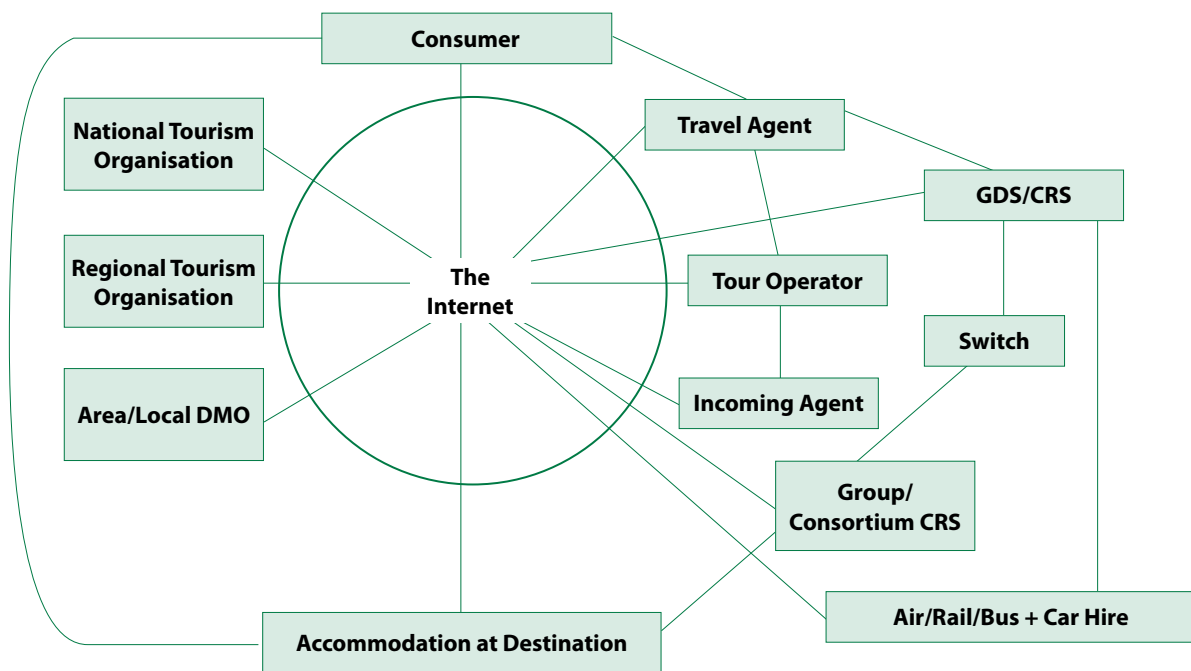 Consumer
National Tourism
Organisation
Travel Agent
GDS/CRS
Regional Tourism
Organisation
The
Internet
Tour Operator
Switch
Area/Local DMO
Incoming Agent
Group/
Consortium CRS
Accommodation at Destination
Air/Rail/Bus + Car Hire